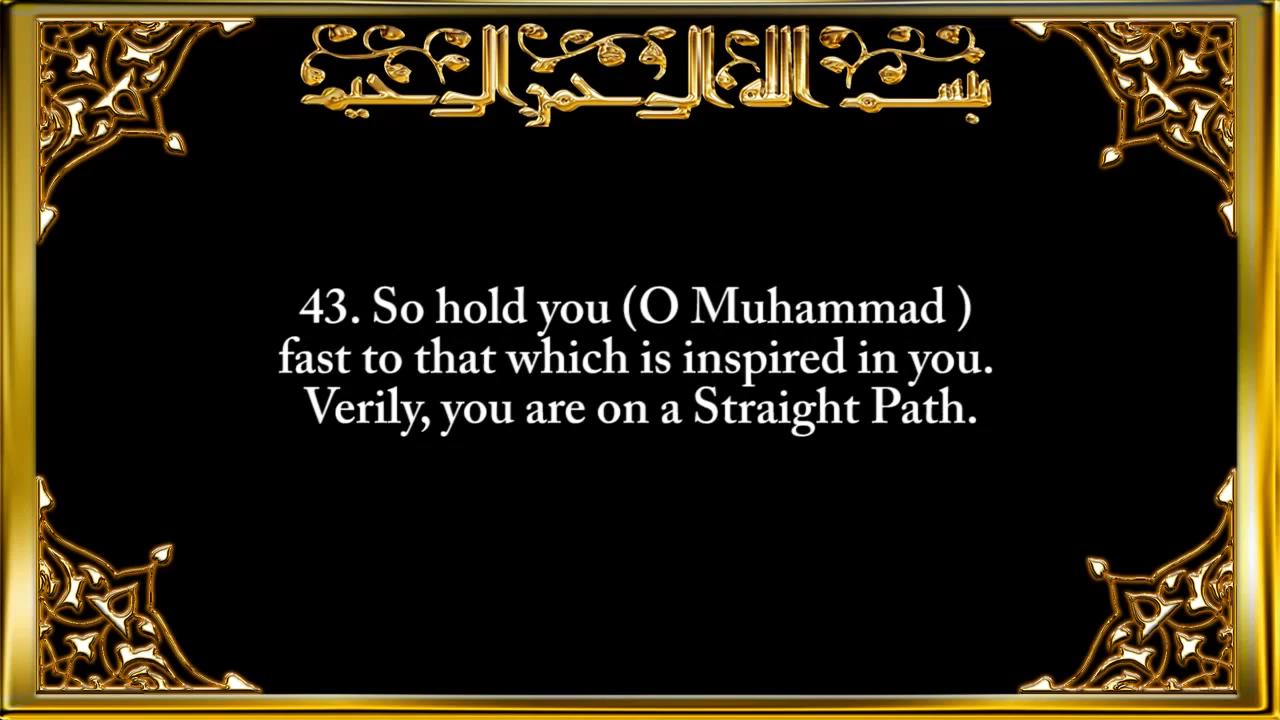 بسم الله الرحمن الرحيم
43. So hold you (O Muhammad )
fast to that which is inspired in you.
Verily, you are on a Straight Path.